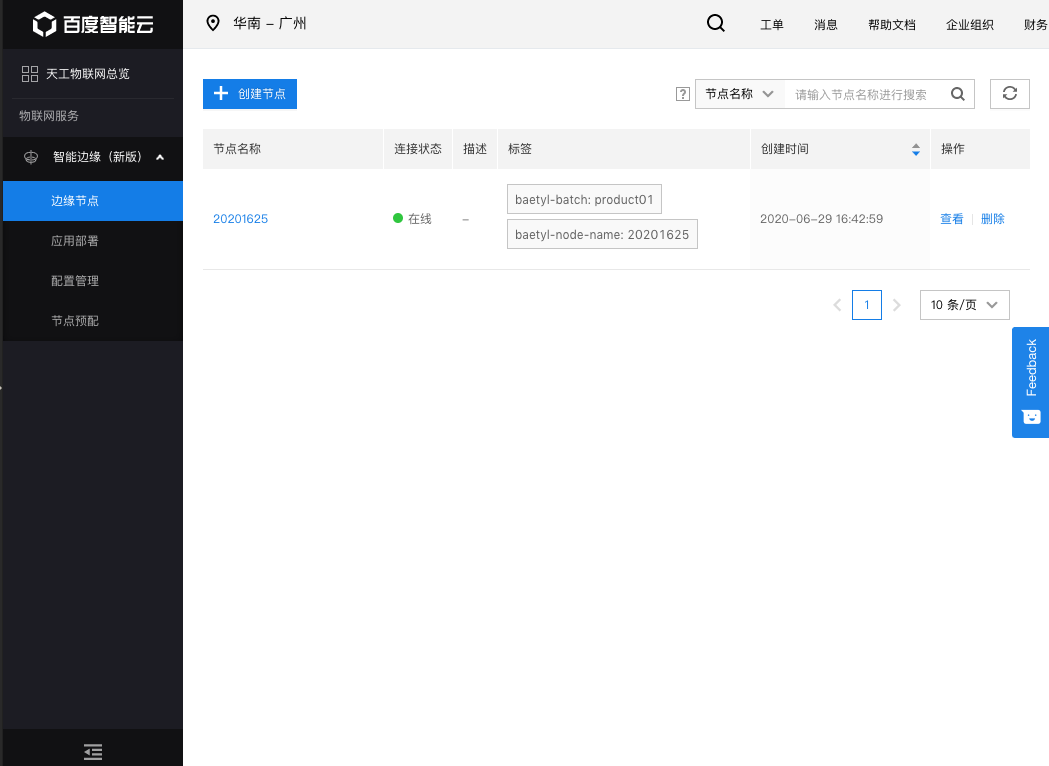 百度智能云
华南 – 广州
工单
消息
帮助文档
企业组织
财务
天工物联网总览
物联网服务
智能边缘（新版）
边缘节点
应用部署
配置管理
节点预配
创建节点
?
节点名称
请输入节点名称进行搜索
节点名称
连接状态
描述
标签
创建时间
操作
20201625
在线
–
baetyl-batch: product01
baetyl-node-name: 20201625
2020-06-29 16:42:59
查看
删除
1
10 条/页
Feedback